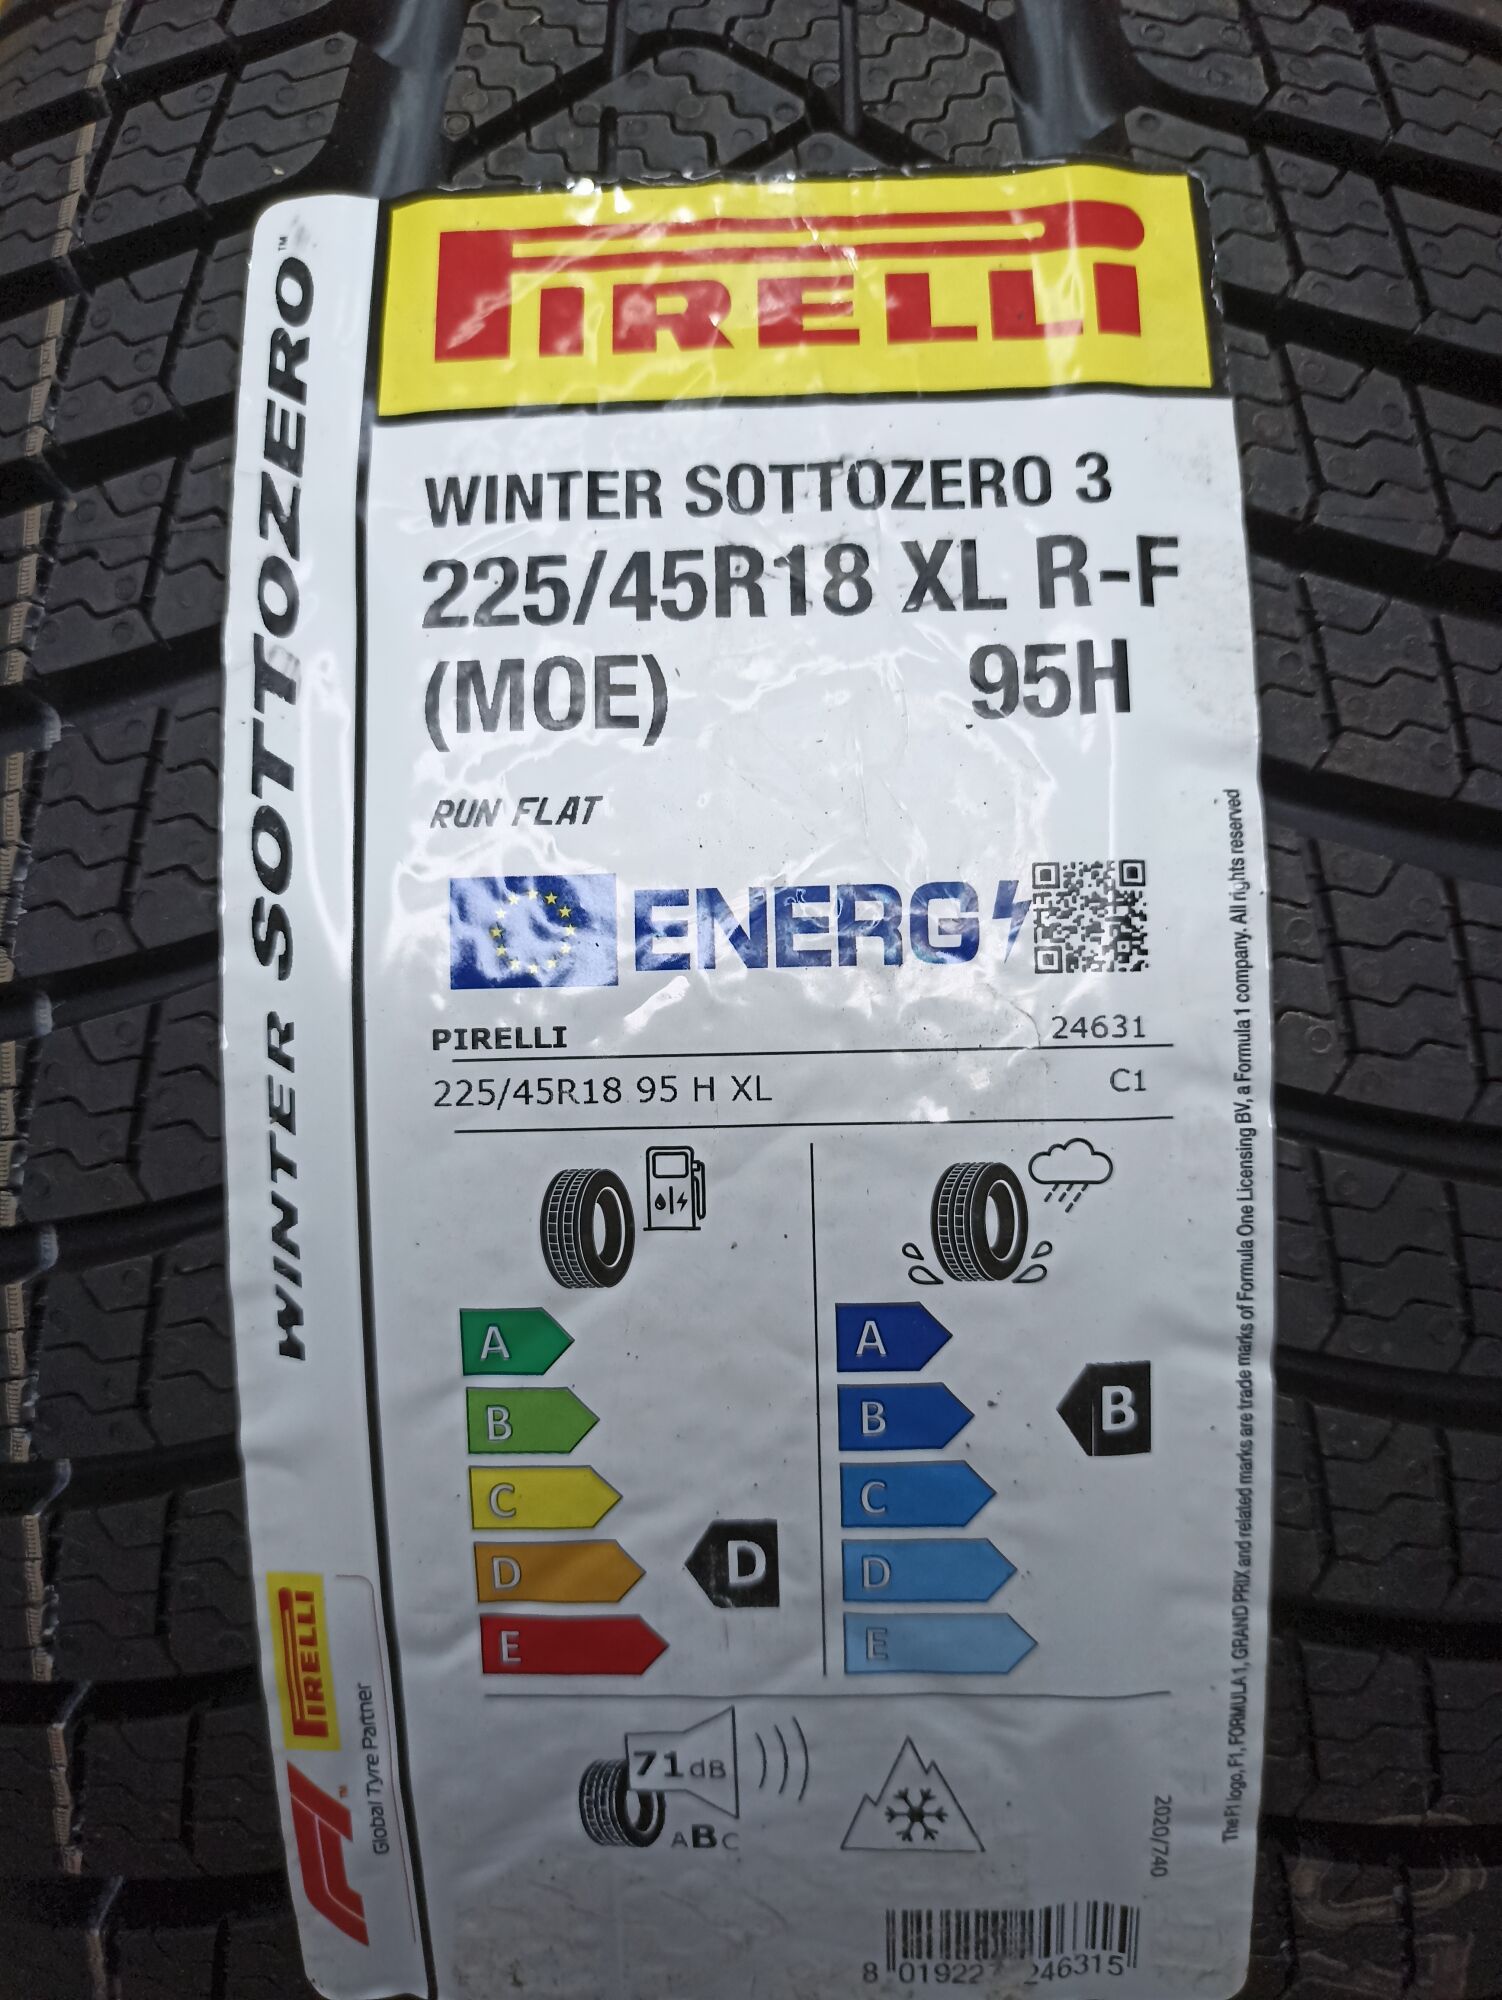 PIRELLI
WINTER SOTTOZERO™
WINTER SOTTOZERO 3
225/45R18 XL R-F
(MOE) 95H
RUN FLAT
ENERG
PIRELLI 24631
225/45R18 95 H XL C1
A A
B B B
C C
D D D
E E
71dB
ABC
2020/740
The F1 logo, F1, FORMULA 1, GRAND PRIX and related marks are trade marks of Formula One Licensing BV, a Formula 1 company. All rights reserved
PIRELLI
F1™
Global Tyre Partner
8 019227 246315